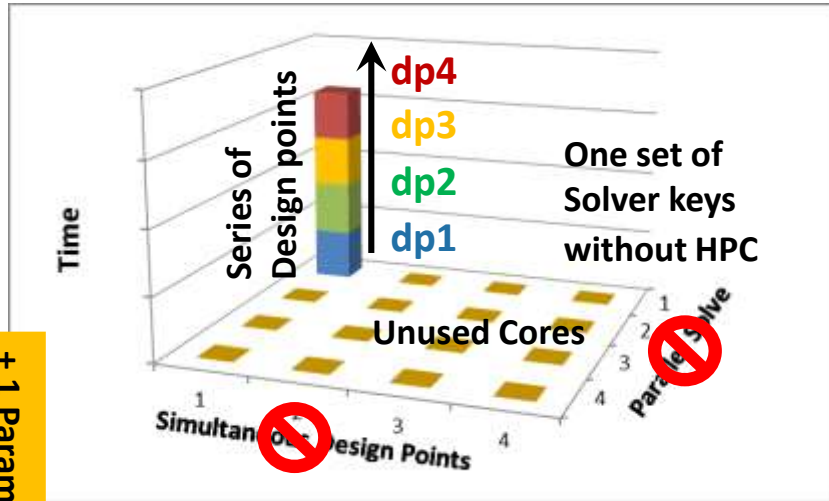 dp4
dp3
dp2
dp1
Series of
Design points
Time
One set of
Solver keys
without HPC
Unused Cores
1
2
3
4
Solve
1
3
4
Design Points
+ 1 Param